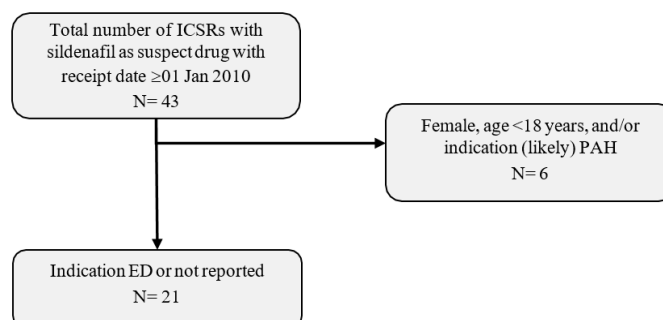 Total number of ICSRs with
sildenafil as suspect drug with
receipt date ≥01 Jan 2010
N= 43
Female, age <18 years, and/or
indication (likely) PAH
N= 6
Indication ED or not reported
N= 21